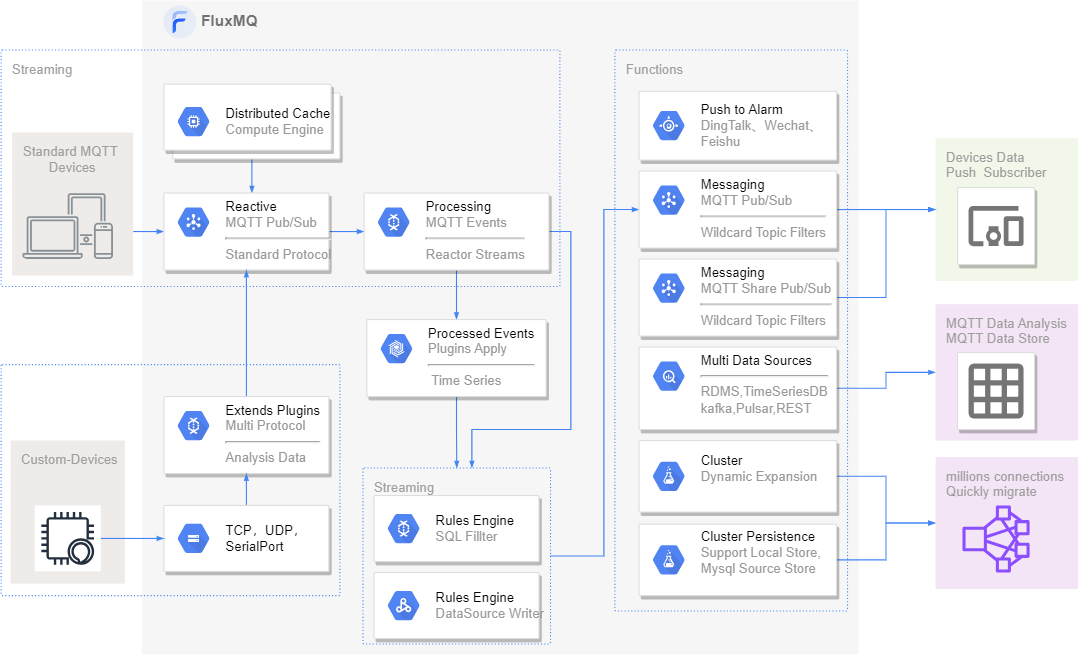 FluxMQ
Streaming
Standard MQTT
Devices
Distributed Cache
Compute Engine
Reactive
MQTT Pub/Sub
Standard Protocol
Processing
MQTT Events
Reactor Streams
Processed Events
Plugins Apply
Time Series
Custom-Devices
Extends Plugins
Multi Protocol
Analysis Data
TCP，UDP，
SerialPort
Streaming
Rules Engine
SQL Fillter
Rules Engine
DataSource Writer
Functions
Push to Alarm
DingTalk、Wechat、
Feishu
Messaging
MQTT Pub/Sub
Wildcard Topic Filters
Messaging
MQTT Share Pub/Sub
Wildcard Topic Filters
Multi Data Sources
RDMS,TimeSeriesDB
kafka,Pulsar,REST
Cluster
Dynamic Expansion
Cluster Persistence
Support Local Store,
Mysql Source Store
Devices Data
Push Subscriber
MQTT Data Analysis
MQTT Data Store
millions connections
Quickly migrate